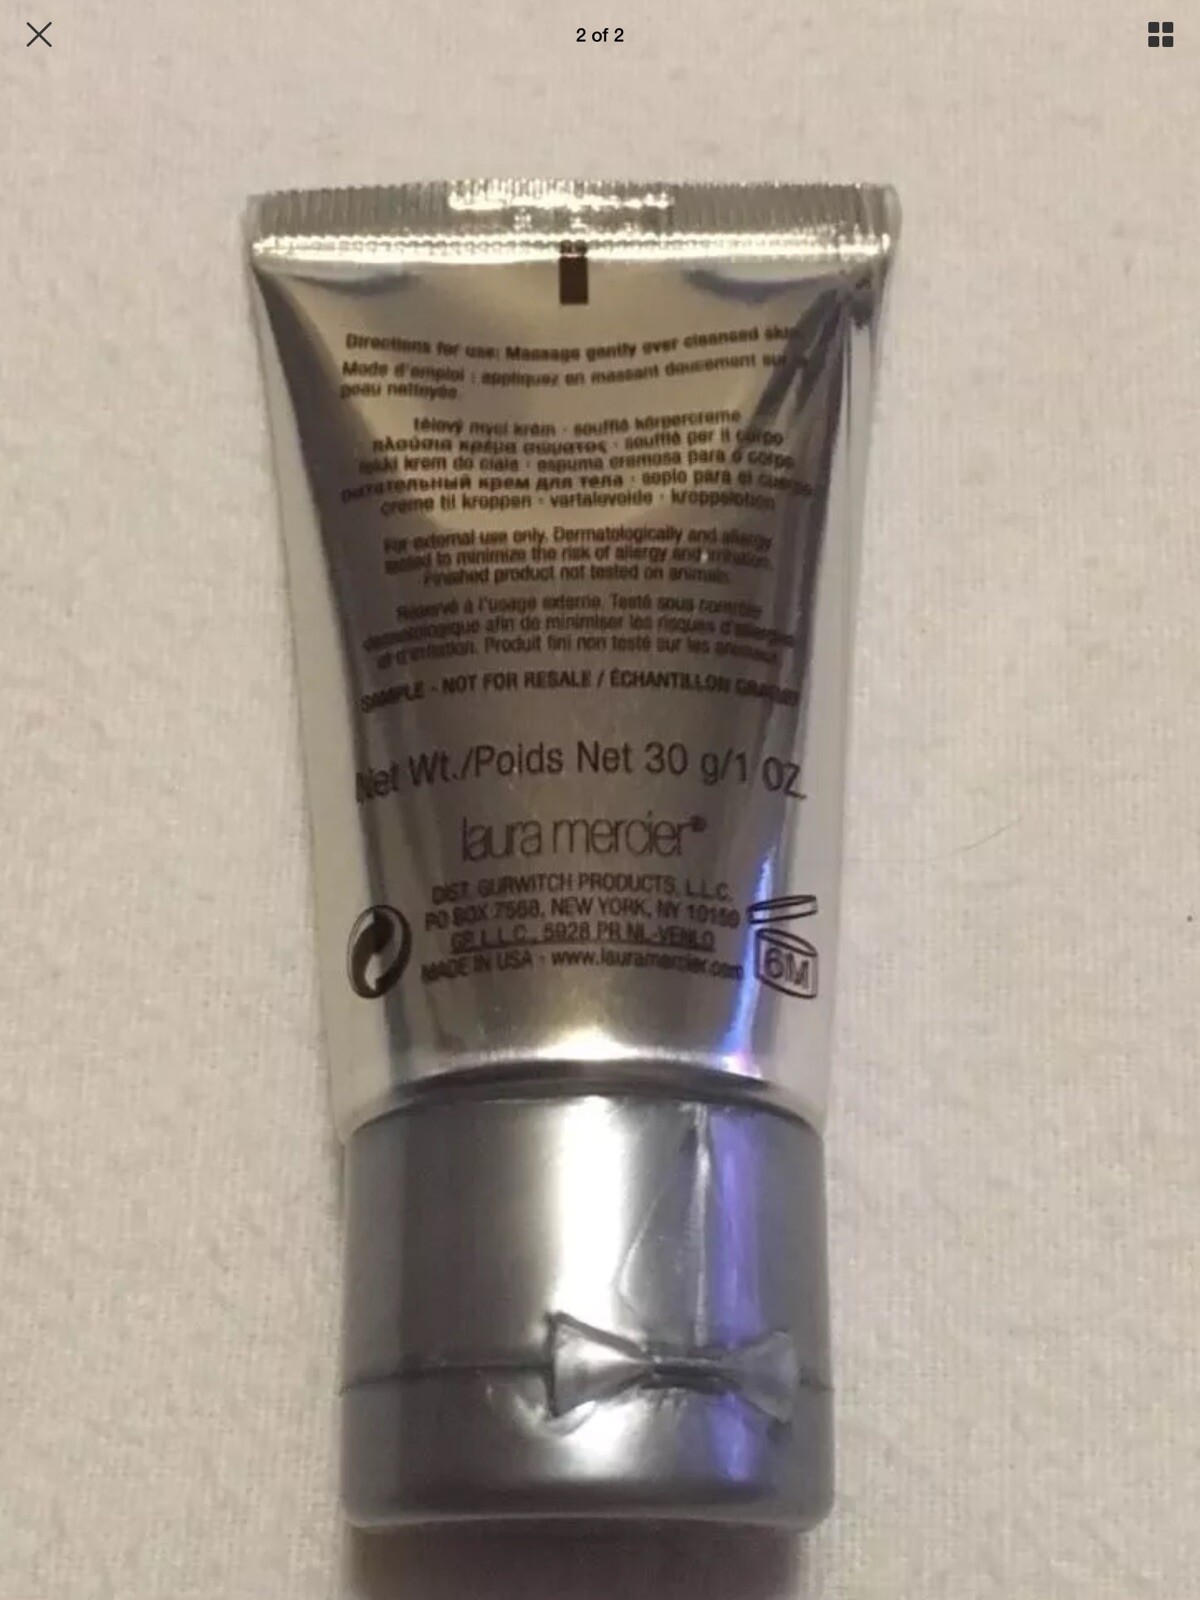 2 of 2
Directions for use: Massage gently over cleansed skin.
Mode d'emploi : appliquez en massant doucement sur
peau nettoyée.
tělový mycí krém · soufflé körpercreme
πλούσια κρέμα σώματος · soufflé per il corpo
lekki krem do ciała · espuma cremosa para o corpo
питательный крем для тела · soplo para el cuerpo
creme til kroppen · vartalovoide · kroppslotion
For external use only. Dermatologically and allergy
tested to minimize the risk of allergy and irritation.
Finished product not tested on animals.
Réservé à l'usage externe. Testé sous contrôle
dermatologique afin de minimiser les risques d'allergies
et d'irritation. Produit fini non testé sur les animaux.
SAMPLE - NOT FOR RESALE / ÉCHANTILLON GRATUIT
Net Wt./Poids Net 30 g/1 OZ.
laura mercier®
DIST. GURWITCH PRODUCTS, L.L.C.
PO BOX 7568, NEW YORK, NY 10150
GP L.L.C., 5928 PR NL-VENLO
MADE IN USA · www.lauramercier.com
6M